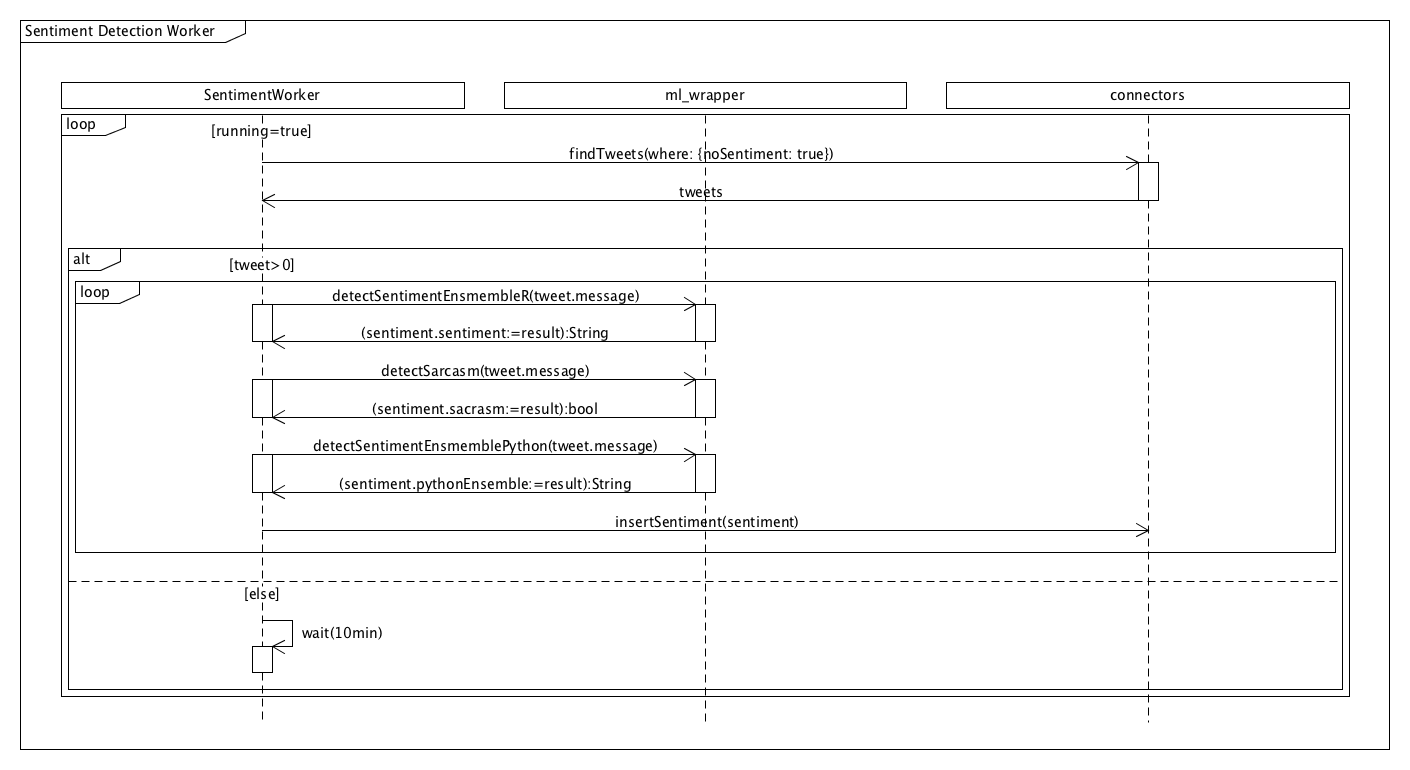 Sentiment Detection Worker
SentimentWorker
ml_wrapper
connectors
loop
[running=true]
findTweets(where: {noSentiment: true})
tweets
alt
[tweet>0]
loop
detectSentimentEnsmembleR(tweet.message)
(sentiment.sentiment:=result):String
detectSarcasm(tweet.message)
(sentiment.sacrasm:=result):bool
detectSentimentEnsmemblePython(tweet.message)
(sentiment.pythonEnsemble:=result):String
insertSentiment(sentiment)
[else]
wait(10min)